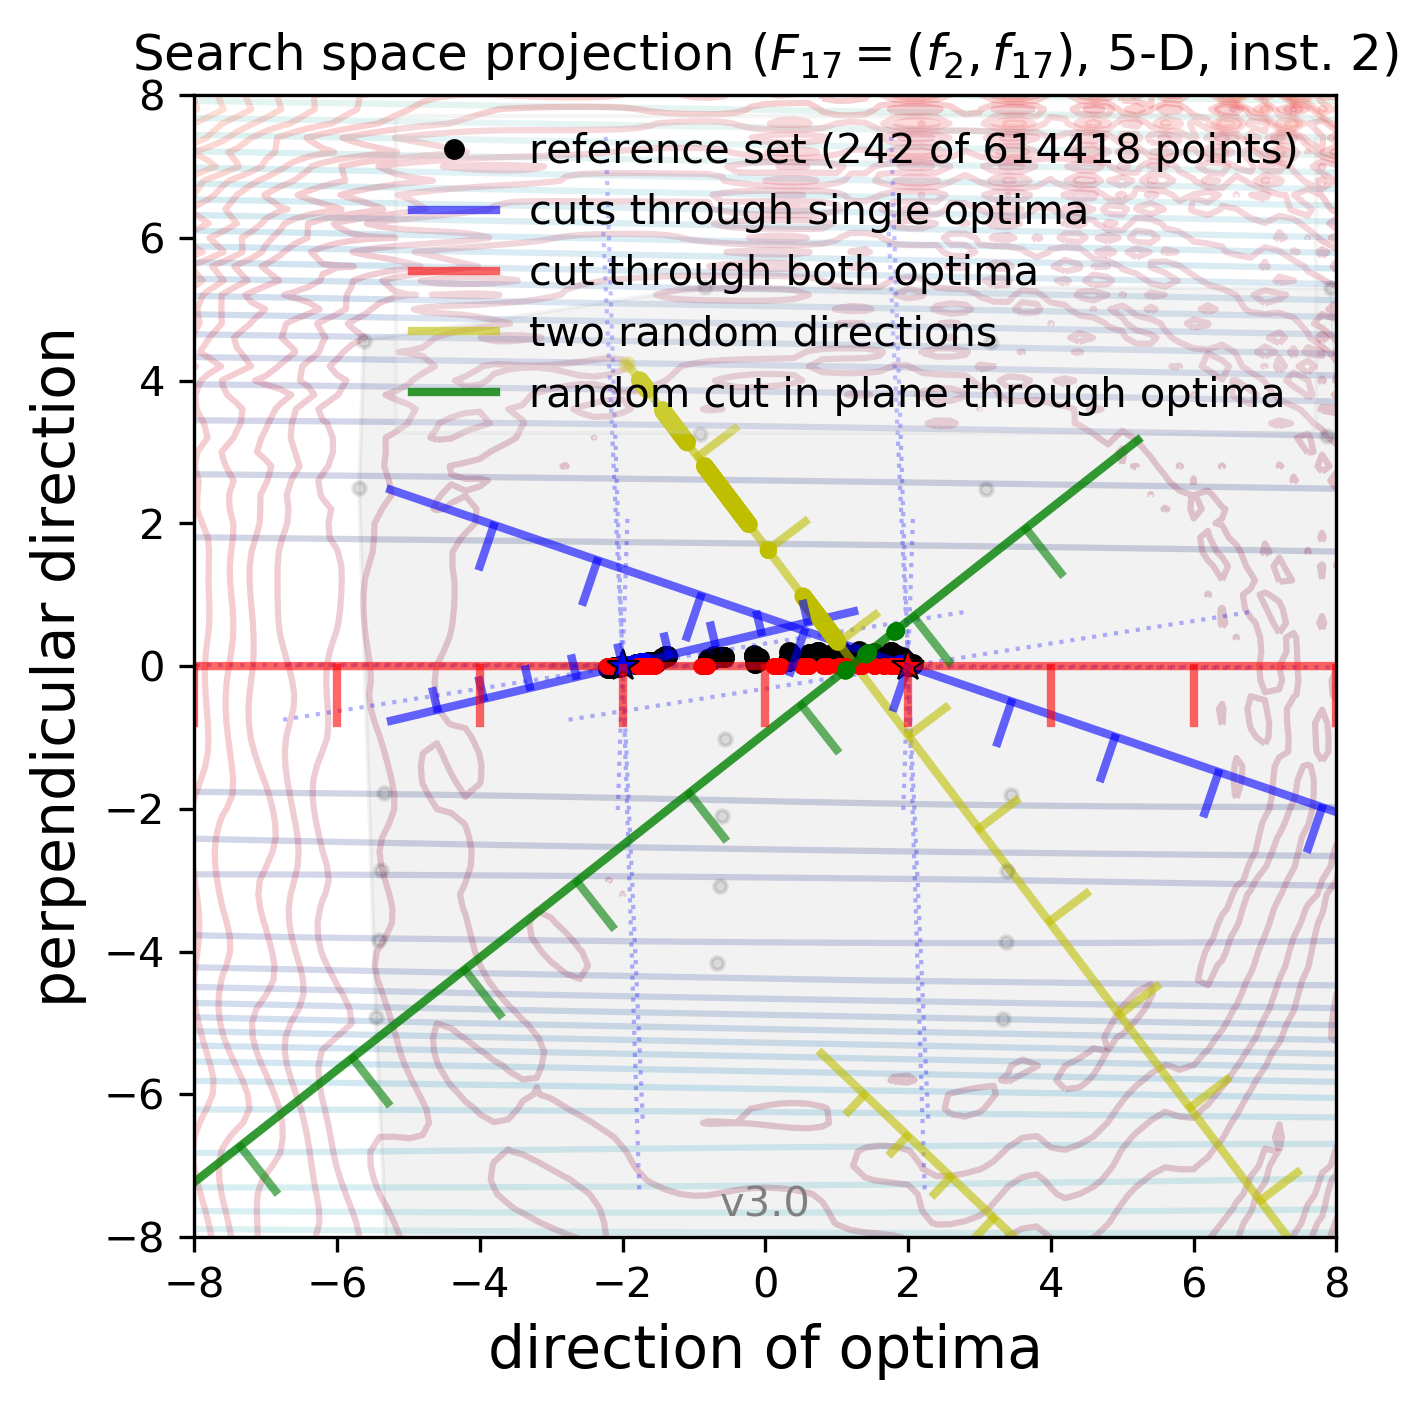 Search space projection (F₁₇ = (f₂, f₁₇), 5-D, inst. 2)
8
6
4
2
0
−2
−4
−6
−8
perpendicular direction
reference set (242 of 614418 points)
cuts through single optima
cut through both optima
two random directions
random cut in plane through optima
v3.0
−8 −6 −4 −2 0 2 4 6 8
direction of optima